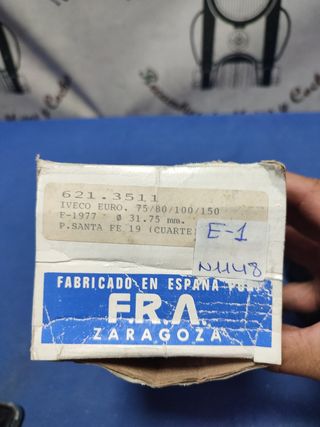 621.3511
IVECO EURO. 75/80/100/150
F-1977 Ø 31.75 mm.
P.SANTA FE 19 (CUARTE
E-1
N1148
FABRICADO EN ESPAÑA POR
F.R.A.
ZARAGOZA